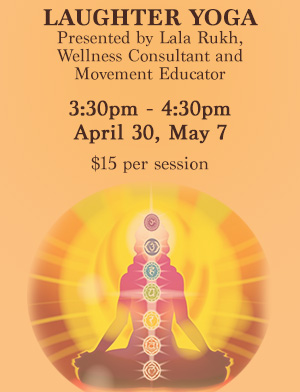 LAUGHTER YOGA
Presented by Lala Rukh,
Wellness Consultant and
Movement Educator
3:30pm - 4:30pm
April 30, May 7
$15 per session